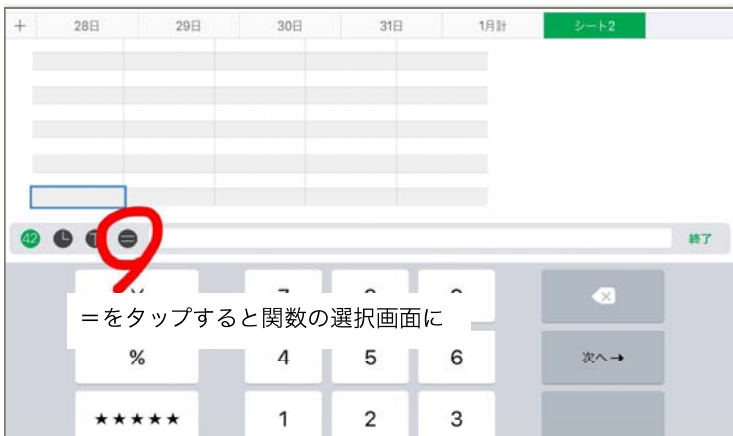 + 28日 29日 30日 31日 1月計 シート2
42 T = 終了
=をタップすると関数の選択画面に
% 4 5 6 次へ→
★★★★★ 1 2 3